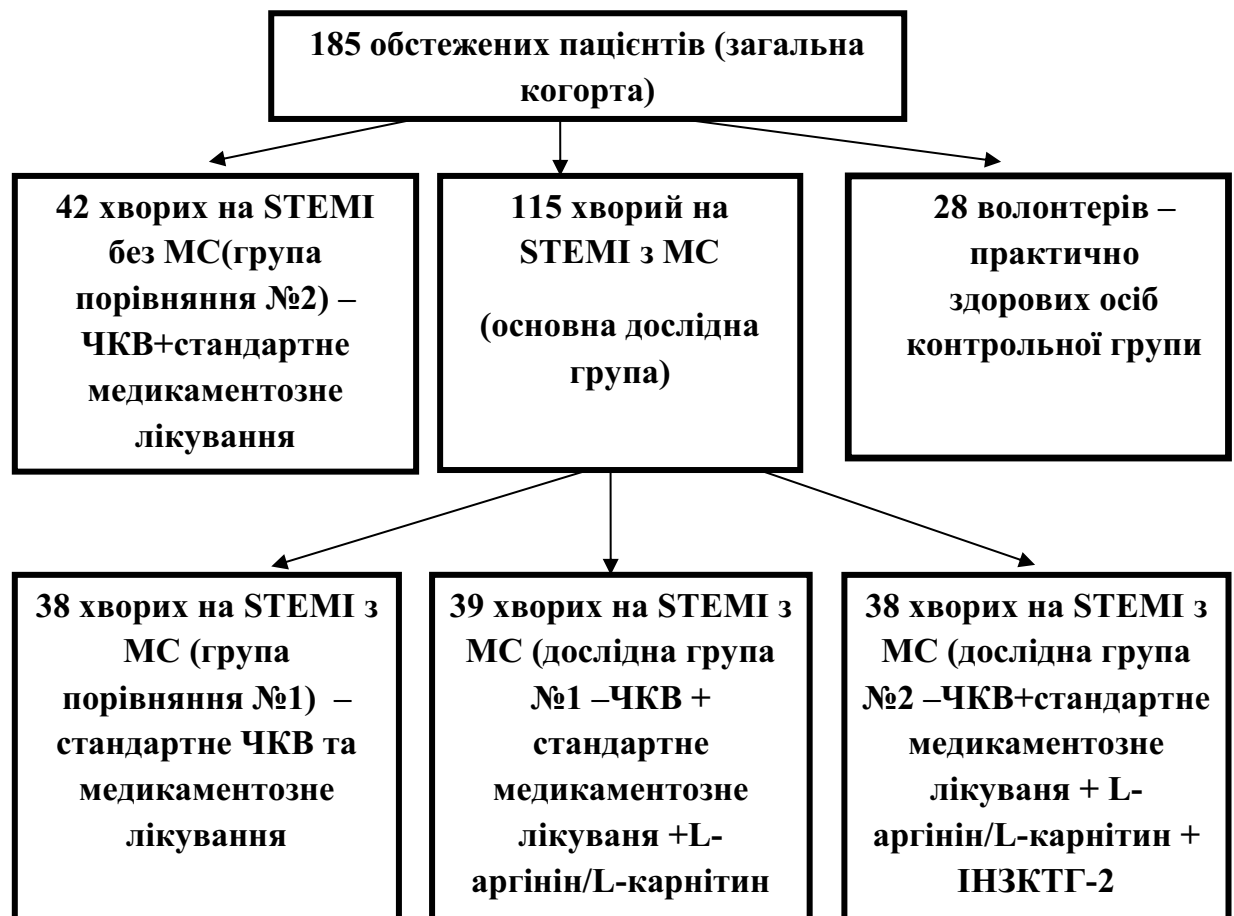 185 обстежених пацієнтів (загальна
когорта)
42 хворих на STEMI
без МС(група
порівняння №2) –
ЧКВ+стандартне
медикаментозне
лікування
115 хворий на
STEMI з МС
(основна дослідна
група)
28 волонтерів –
практично
здорових осіб
контрольної групи
38 хворих на STEMI з
МС (група
порівняння №1) –
стандартне ЧКВ та
медикаментозне
лікування
39 хворих на STEMI з
МС (дослідна група
№1 –ЧКВ +
стандартне
медикаментозне
лікуваня +L-
аргінін/L-карнітин
38 хворих на STEMI з
МС (дослідна група
№2 –ЧКВ+стандартне
медикаментозне
лікуваня + L-
аргінін/L-карнітин +
ІНЗКТГ-2